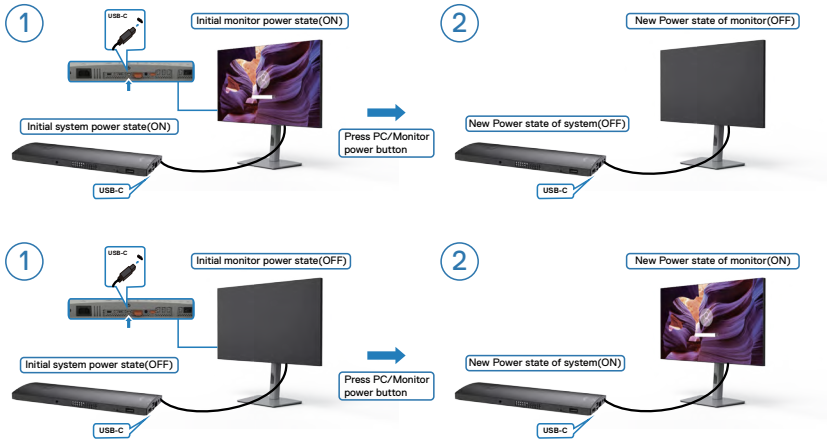 1
USB-C
Initial monitor power state(ON)
Initial system power state(ON)
USB-C
Press PC/Monitor
power button
2
New Power state of monitor(OFF)
New Power state of system(OFF)
USB-C
1
USB-C
Initial monitor power state(OFF)
Initial system power state(OFF)
USB-C
Press PC/Monitor
power button
2
New Power state of monitor(ON)
New Power state of system(ON)
USB-C